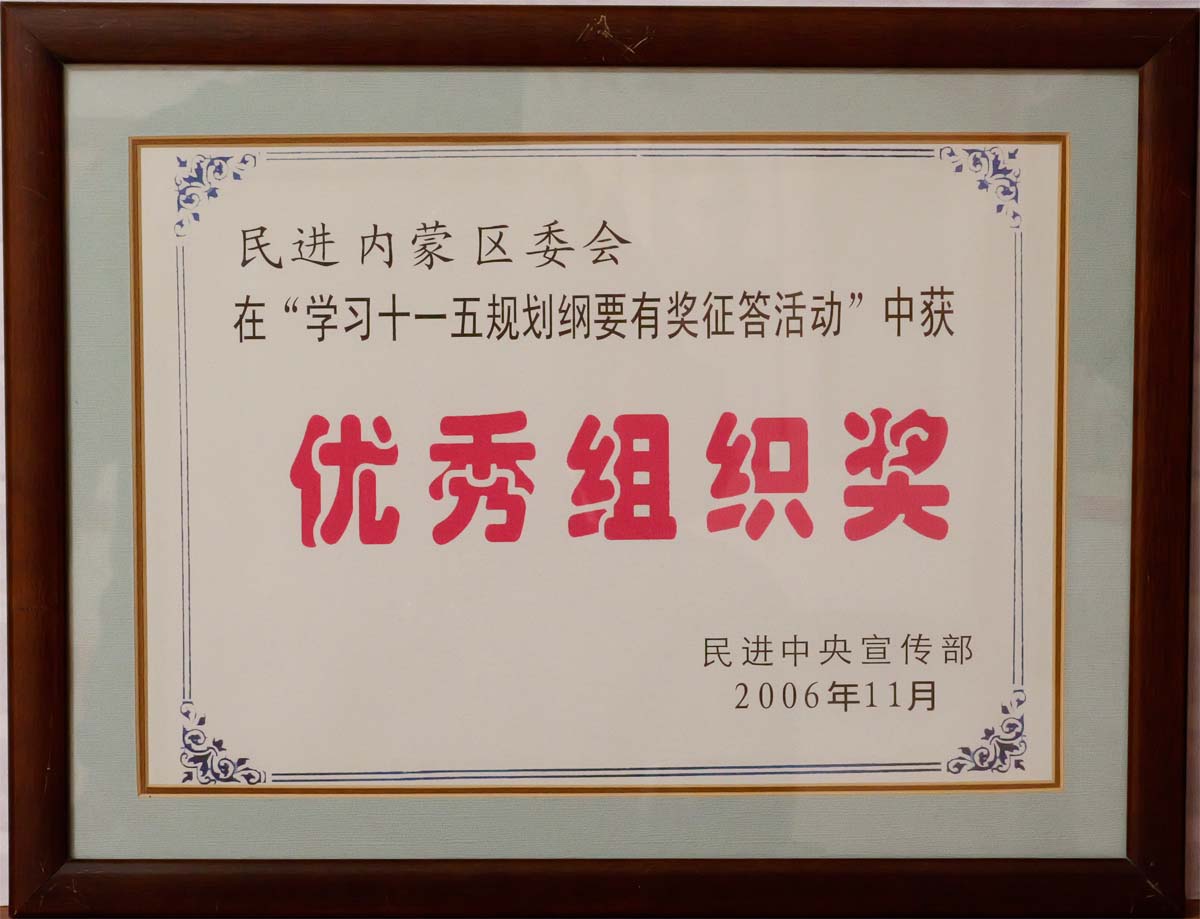 民进内蒙区委会
在“学习十一五规划纲要有奖征答活动”中获
优秀组织奖
民进中央宣传部
2006年11月